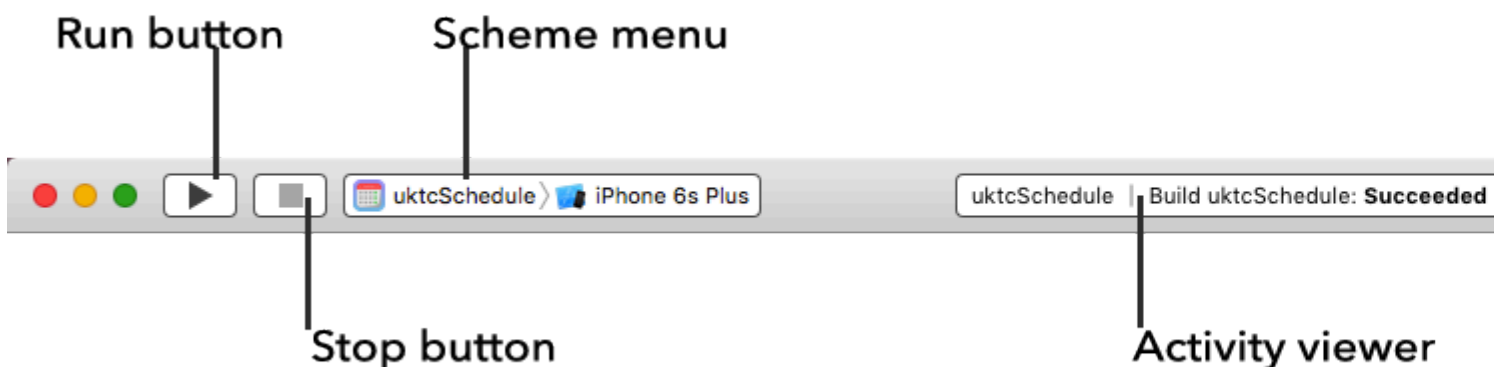 Run button
Scheme menu
uktcSchedule iPhone 6s Plus
uktcSchedule | Build uktcSchedule: Succeeded
Stop button
Activity viewer